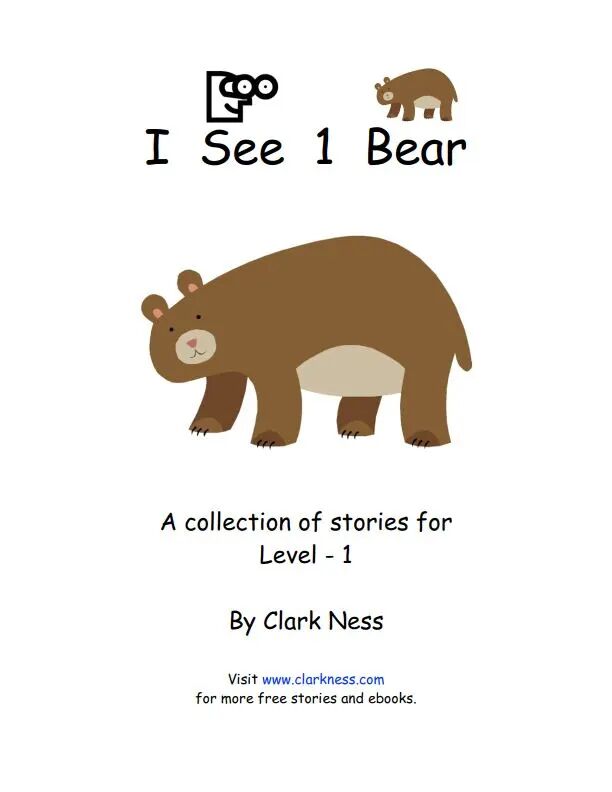 I See 1 Bear
A collection of stories for
Level - 1
By Clark Ness
Visit www.clarkness.com
for more free stories and ebooks.